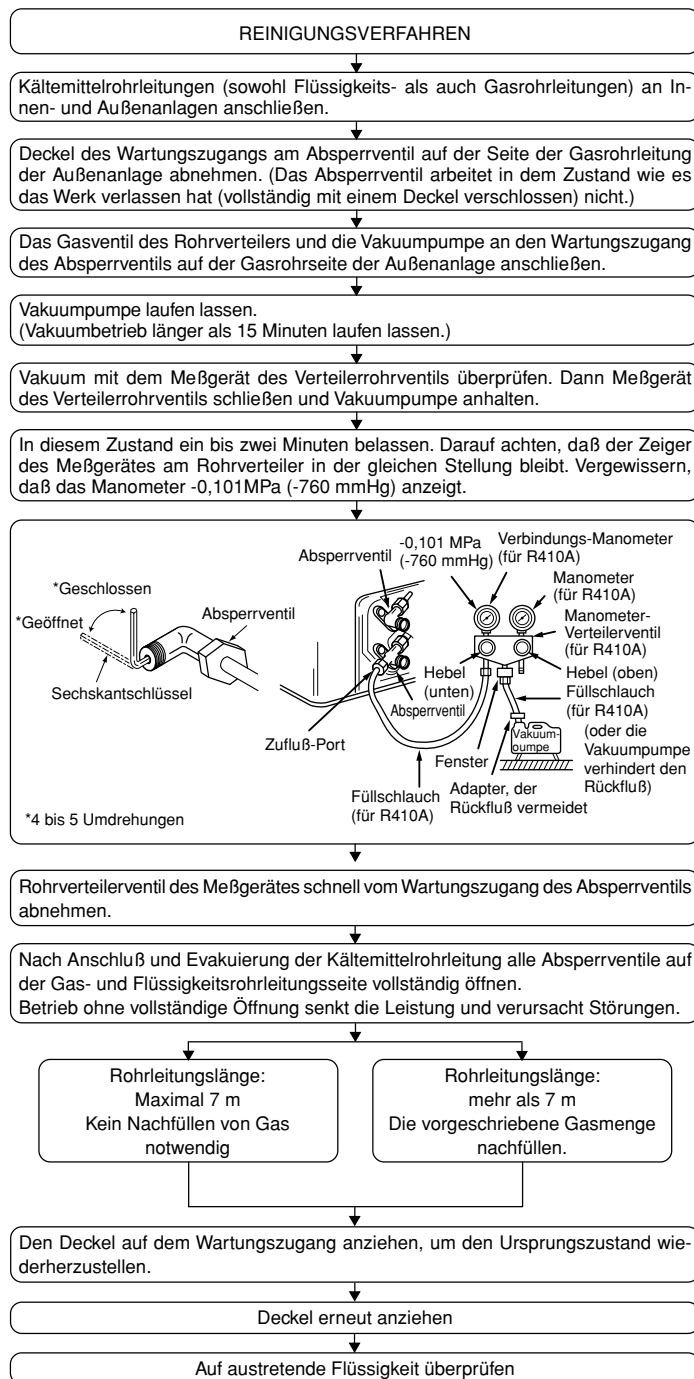 REINIGUNGSVERFAHREN
Kältemittelrohrleitungen (sowohl Flüssigkeits- als auch Gasrohrleitungen) an In-
nen- und Außenanlagen anschließen.
Deckel des Wartungszugangs am Absperrventil auf der Seite der Gasrohrleitung
der Außenanlage abnehmen. (Das Absperrventil arbeitet in dem Zustand wie es
das Werk verlassen hat (vollständig mit einem Deckel verschlossen) nicht.)
Das Gasventil des Rohrverteilers und die Vakuumpumpe an den Wartungszugang
des Absperrventils auf der Gasrohrseite der Außenanlage anschließen.
Vakuumpumpe laufen lassen.
(Vakuumbetrieb länger als 15 Minuten laufen lassen.)
Vakuum mit dem Meßgerät des Verteilerrohrventils überprüfen. Dann Meßgerät
des Verteilerrohrventils schließen und Vakuumpumpe anhalten.
In diesem Zustand ein bis zwei Minuten belassen. Darauf achten, daß der Zeiger
des Meßgerätes am Rohrverteiler in der gleichen Stellung bleibt. Vergewissern,
daß das Manometer -0,101MPa (-760 mmHg) anzeigt.
*Geschlossen
*Geöffnet
Absperrventil
Sechskantschlüssel
*4 bis 5 Umdrehungen
Absperrventil
-0,101 MPa
(-760 mmHg)
Verbindungs-Manometer
(für R410A)
Manometer
(für R410A)
Manometer-
Verteilerventil
(für R410A)
Hebel
(unten)
Hebel (oben)
Absperrventil
Füllschlauch
(für R410A)
Zufluß-Port
Fenster
Vakuum-
pumpe
(oder die
Vakuumpumpe
verhindert den
Rückfluß)
Füllschlauch
(für R410A)
Adapter, der
Rückfluß vermeidet
Rohrverteilerventil des Meßgerätes schnell vom Wartungszugang des Absperrventils
abnehmen.
Nach Anschluß und Evakuierung der Kältemittelrohrleitung alle Absperrventile auf
der Gas- und Flüssigkeitsrohrleitungsseite vollständig öffnen.
Betrieb ohne vollständige Öffnung senkt die Leistung und verursacht Störungen.
Rohrleitungslänge:
Maximal 7 m
Kein Nachfüllen von Gas
notwendig
Rohrleitungslänge:
mehr als 7 m
Die vorgeschriebene Gasmenge
nachfüllen.
Den Deckel auf dem Wartungszugang anziehen, um den Ursprungszustand wie-
derherzustellen.
Deckel erneut anziehen
Auf austretende Flüssigkeit überprüfen